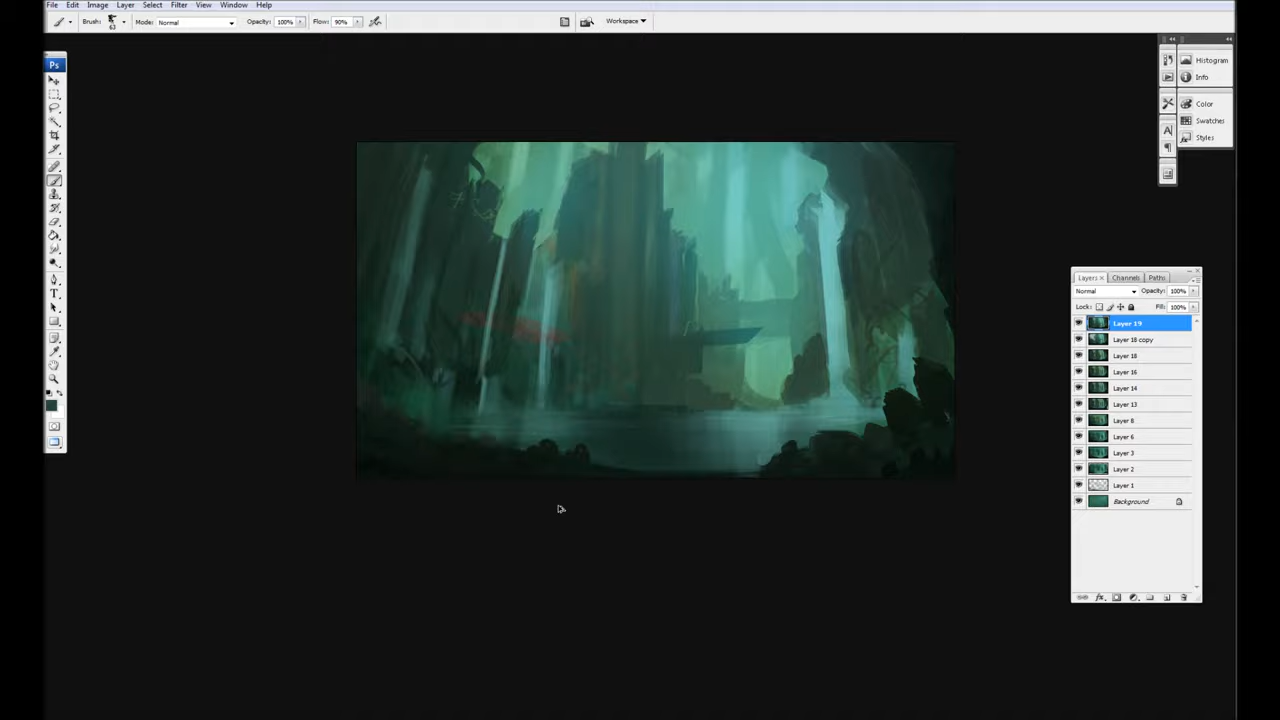 File Edit Image Layer Select Filter View Window Help
Brush: 63 Mode: Normal Opacity: 100% Flow: 90% Workspace
Ps
Histogram
Info
Color
Swatches
Styles
Layers Channels Paths
Normal Opacity: 100%
Lock: Fill: 100%
Layer 19
Layer 18 copy
Layer 18
Layer 16
Layer 14
Layer 13
Layer 8
Layer 6
Layer 3
Layer 2
Layer 1
Background